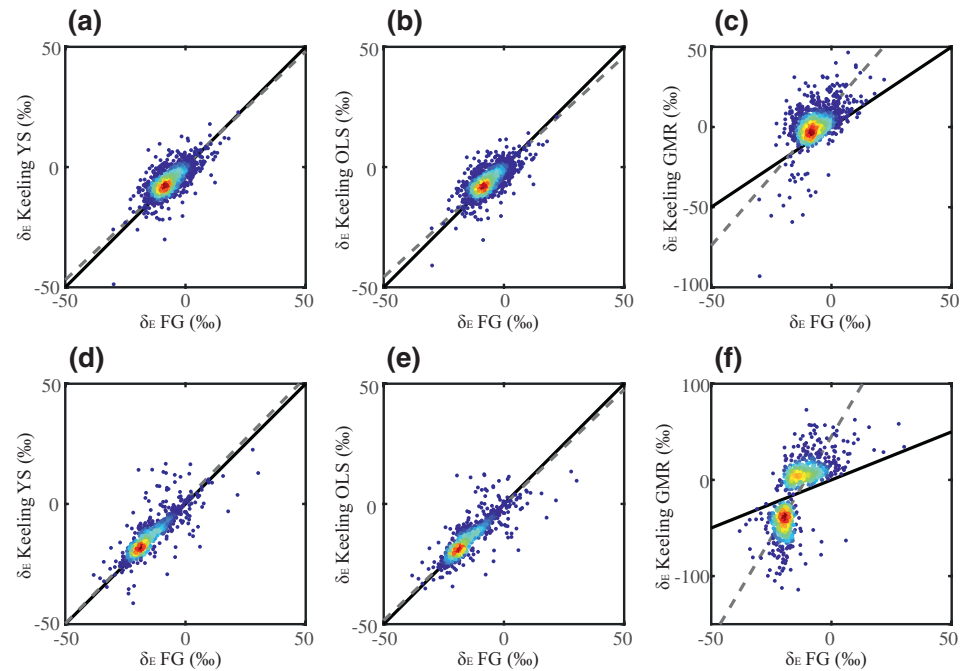 (a)
50
0
-50
δE Keeling YS (‰)
-50 0 50
δE FG (‰)
(b)
50
0
-50
δE Keeling OLS (‰)
-50 0 50
δE FG (‰)
(c)
50
0
-50
-100
δE Keeling GMR (‰)
-50 0 50
δE FG (‰)
(d)
50
0
-50
δE Keeling YS (‰)
-50 0 50
δE FG (‰)
(e)
50
0
-50
δE Keeling OLS (‰)
-50 0 50
δE FG (‰)
(f)
100
0
-100
δE Keeling GMR (‰)
-50 0 50
δE FG (‰)